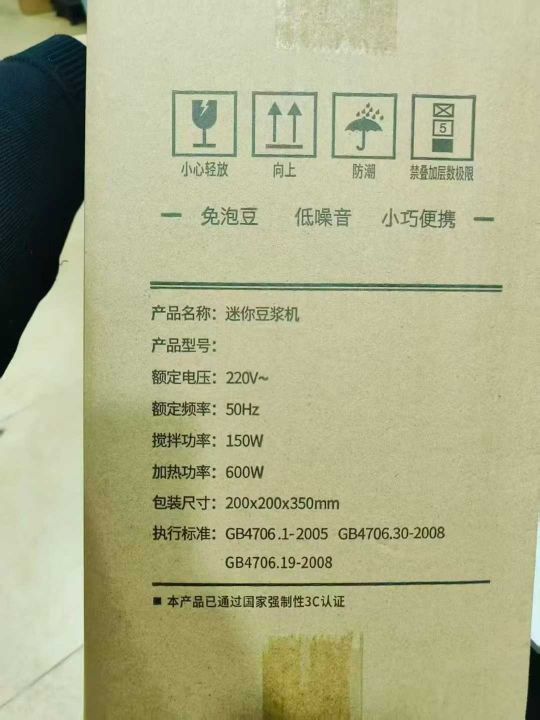 小心轻放 向上 防潮 5 禁叠加层数极限
免泡豆 低噪音 小巧便携
产品名称：迷你豆浆机
产品型号：
额定电压：220V~
额定频率：50Hz
搅拌功率：150W
加热功率：600W
包装尺寸：200x200x350mm
执行标准：GB4706.1-2005 GB4706.30-2008
GB4706.19-2008
■ 本产品已通过国家强制性3C认证